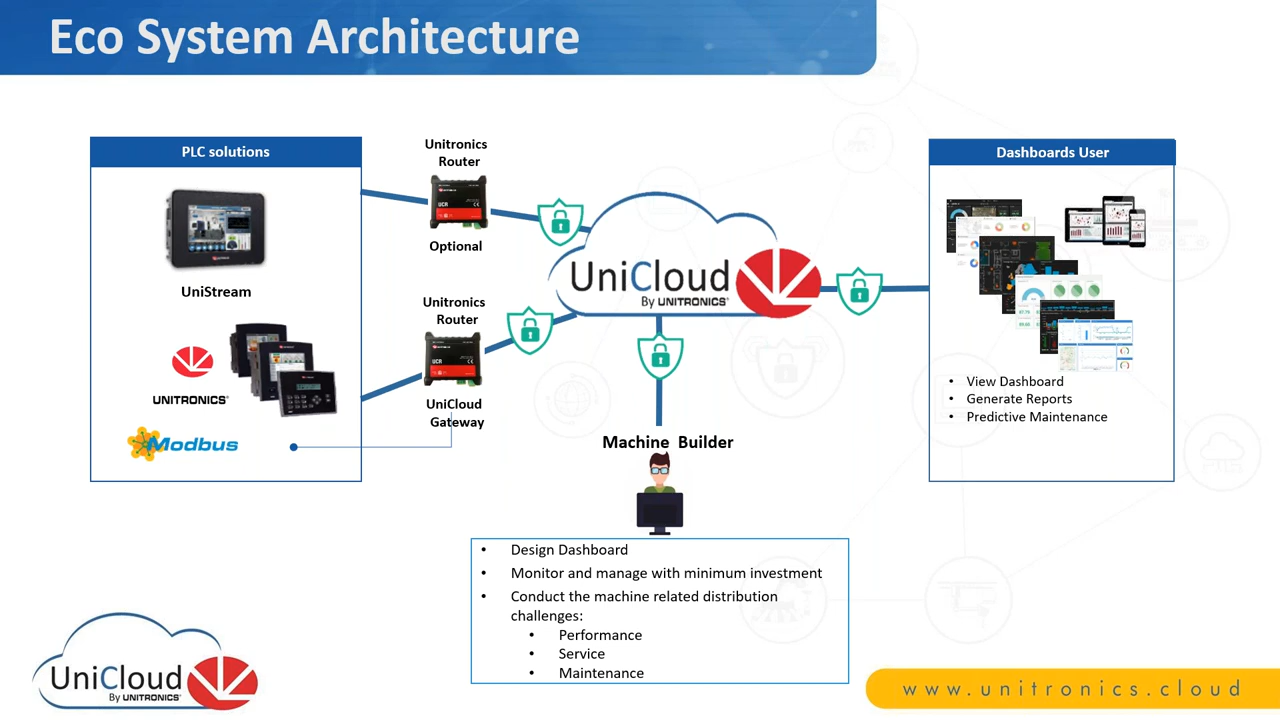 Eco System Architecture
PLC solutions
UniStream
UNITRONICS®
Modbus
Unitronics
Router
UCR
Optional
Unitronics
Router
UCR
UniCloud
Gateway
UniCloud
By UNITRONICS®
Machine Builder
• Design Dashboard
• Monitor and manage with minimum investment
• Conduct the machine related distribution
challenges:
• Performance
• Service
• Maintenance
Dashboards User
• View Dashboard
• Generate Reports
• Predictive Maintenance
UniCloud
By UNITRONICS®
www.unitronics.cloud